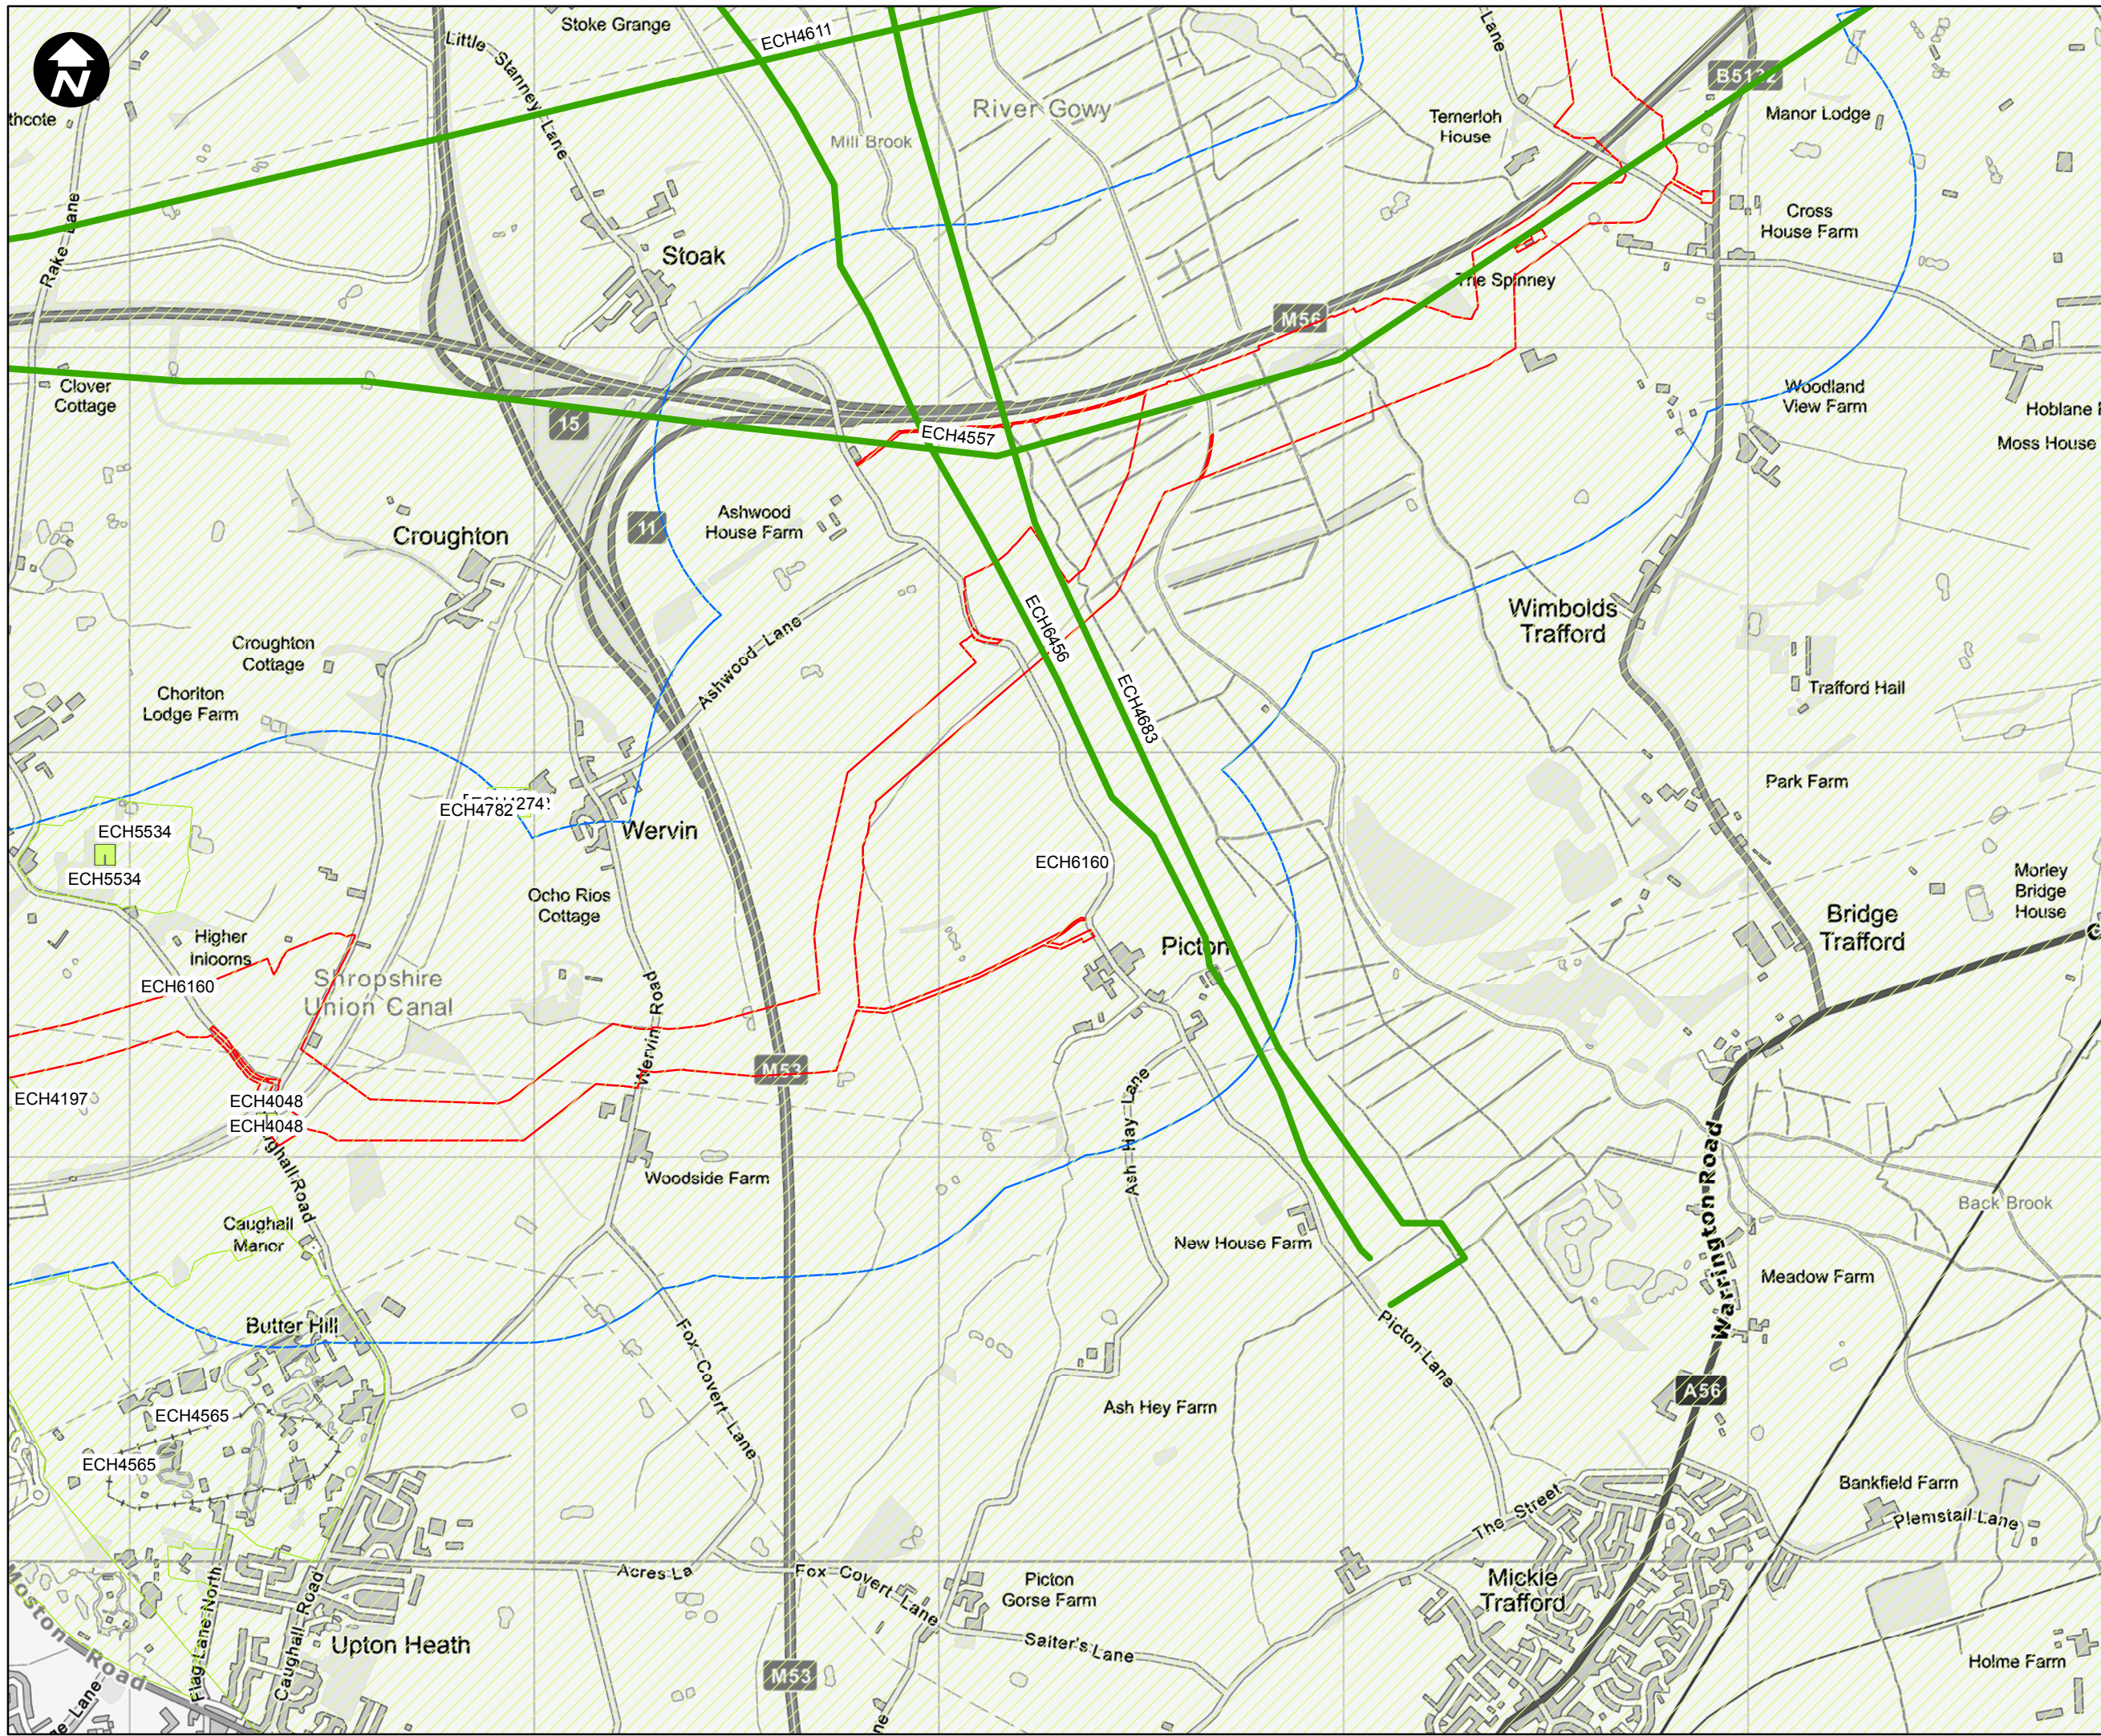 N
Stoke Grange
ECH4611
Little Stanney Lane
Lane
B5132
River Gowy
Temerloh
House
Manor Lodge
thcote
Mill Brook
Rake Lane
Cross
House Farm
Stoak
The Spinney
M56
Clover
Cottage
Woodland
View Farm
Hoblane F
15
ECH4557
Moss House
Ashwood
House Farm
11
Croughton
Wimbolds
Trafford
ECH6456
Croughton
Cottage
Ashwood Lane
Chorlton
Lodge Farm
Trafford Hall
ECH4683
Park Farm
ECH4782
Wervin
ECH5534
ECH5534
ECH6160
Morley
Bridge
House
Ocho Rios
Cottage
Bridge
Trafford
Higher
Picton
ECH6160
Shropshire
Union Canal
Wervin Road
M53
ECH4197
ECH4048
ECH4048
Ash Hay Lane
Warrington Road
Woodside Farm
Back Brook
Caughall
Manor
New House Farm
Meadow Farm
Butter Hill
Fox Covert Lane
Picton Lane
A56
ECH4565
Ash Hey Farm
ECH4565
Bankfield Farm
The Street
Plemstall Lane
Acres La
Fox Covert Lane
Picton
Gorse Farm
Mickle
Trafford
Moston Road
Flag Lane North
Caughall Road
Upton Heath
Salter's Lane
Holme Farm
M53